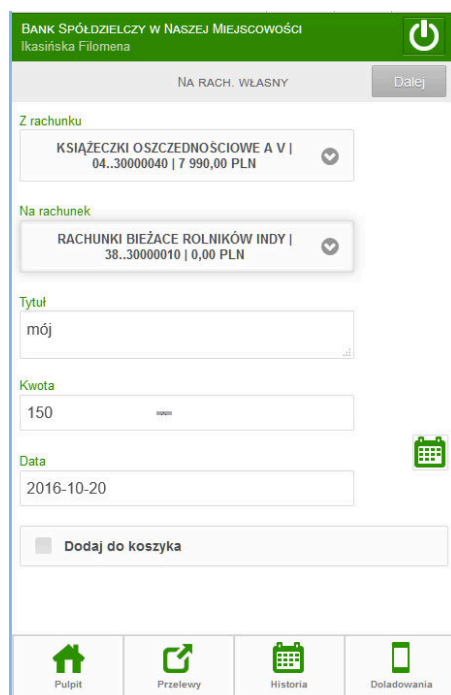 BANK SPÓŁDZIELCZY W NASZEJ MIEJSCOWOŚCI
Ikasińska Filomena
NA RACH. WŁASNY
Dalej
Z rachunku
KSIĄŻECZKI OSZCZEDNOŚCIOWE A V |
04..30000040 | 7 990,00 PLN
Na rachunek
RACHUNKI BIEŻACE ROLNIKÓW INDY |
38..30000010 | 0,00 PLN
Tytuł
mój
Kwota
150
Data
2016-10-20
Dodaj do koszyka
Pulpit
Przelewy
Historia
Doladowania